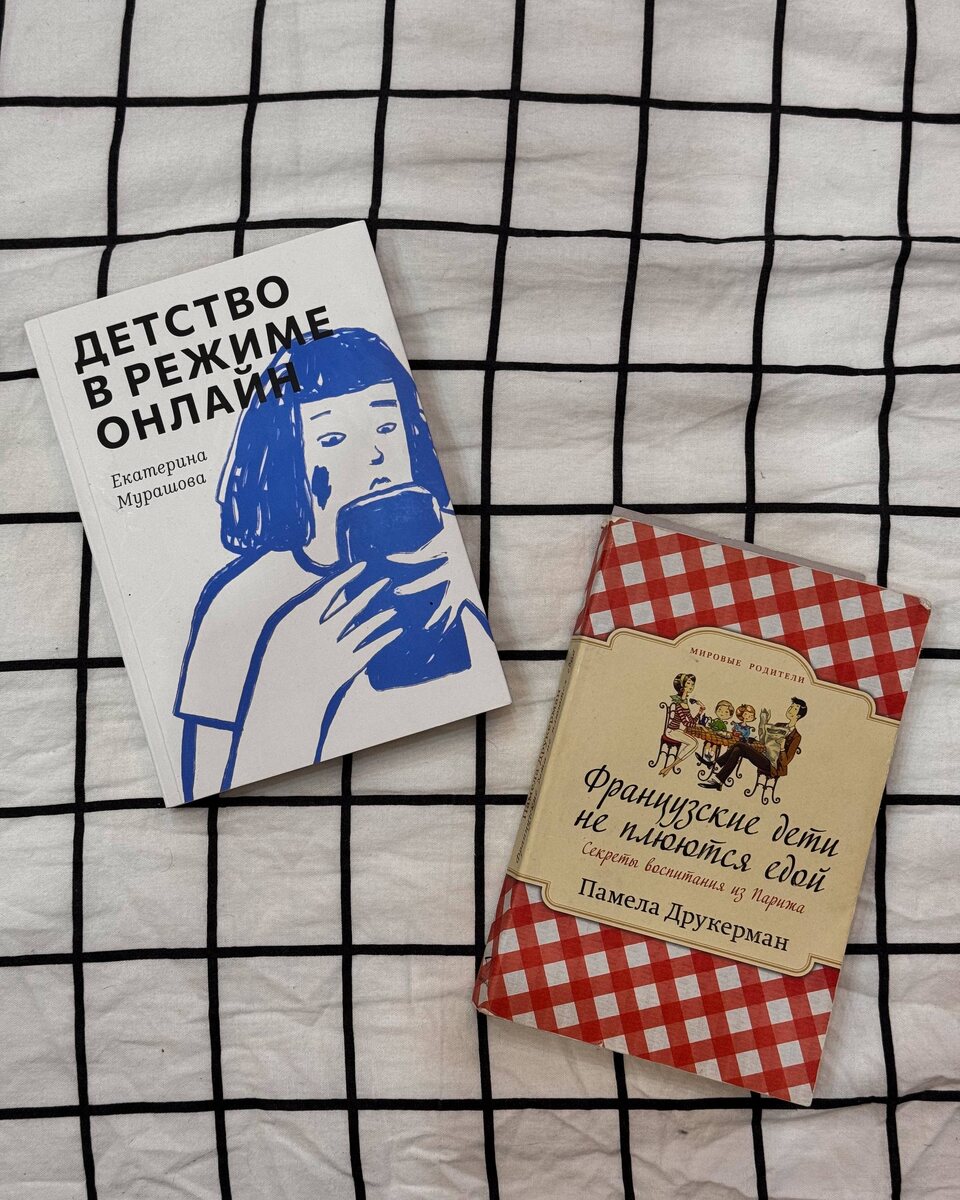 ДЕТСТВО
В РЕЖИМЕ
ОНЛАЙН
Екатерина
Мурашова
МИРОВЫЕ РОДИТЕЛИ
Французские дети
не плюются едой
Секреты воспитания из Парижа
Памела Друкерман